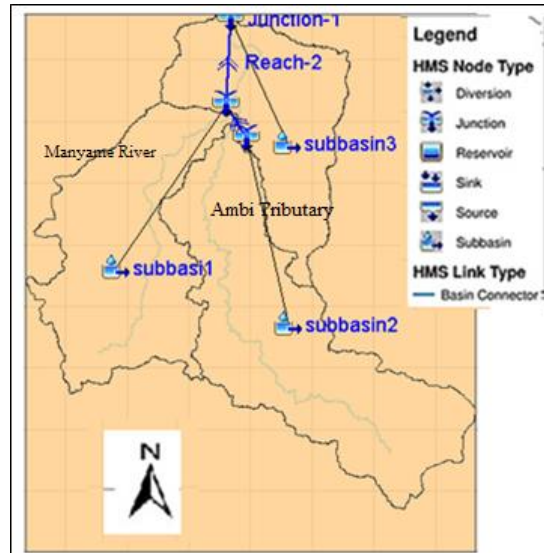 Junction-1
Reach-2
subbasin3
Manyame River
Ambi Tributary
subbasi1
subbasin2
N
Legend
HMS Node Type
Diversion
Junction
Reservoir
Sink
Source
Subbasin
HMS Link Type
Basin Connector